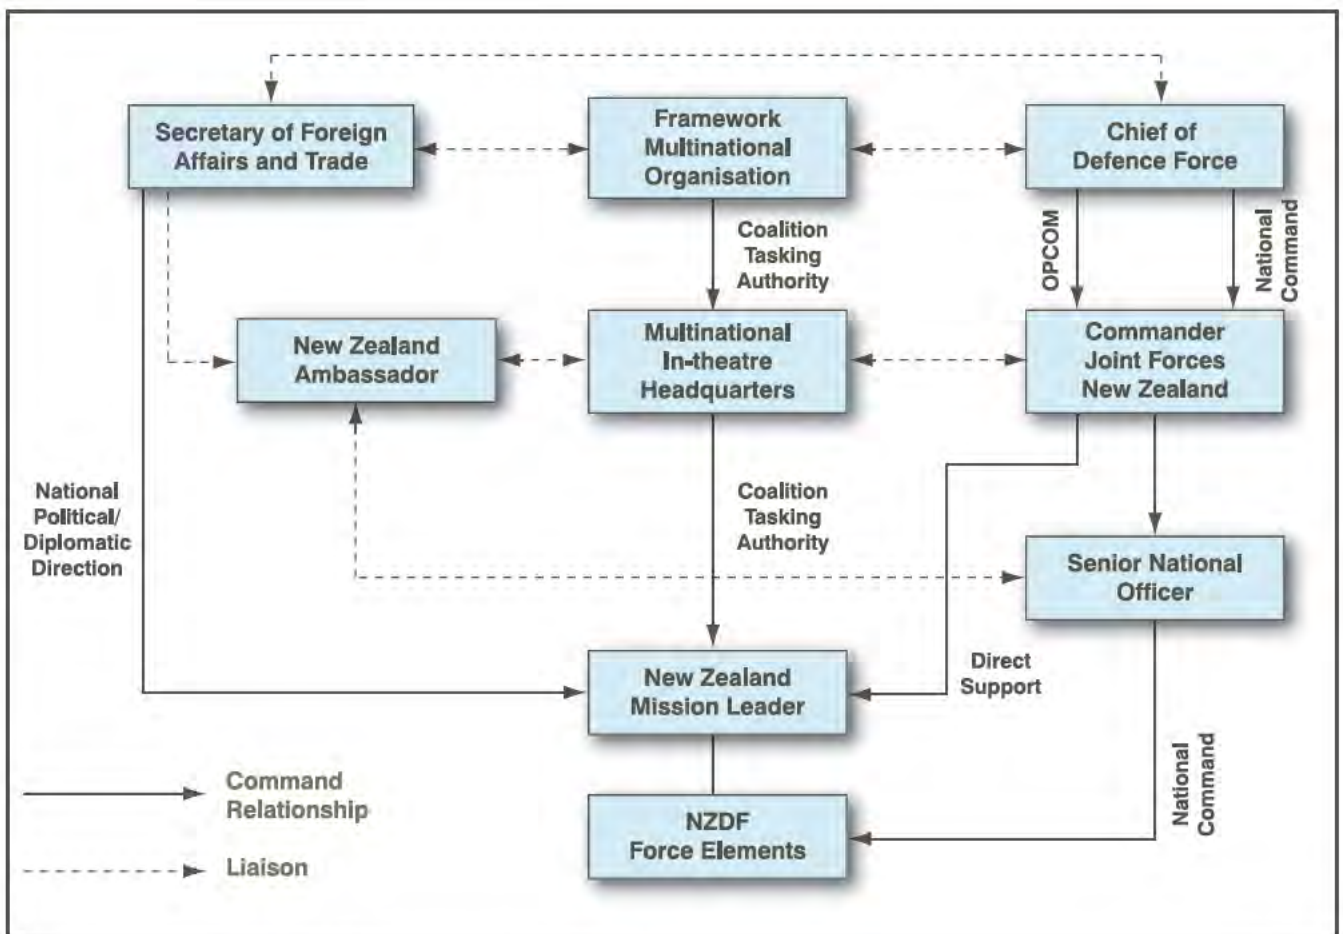 Secretary of Foreign
Affairs and Trade
Framework
Multinational
Organisation
Chief of
Defence Force
Coalition
Tasking
Authority
OPCOM
National
Command
New Zealand
Ambassador
Multinational
In-theatre
Headquarters
Commander
Joint Forces
New Zealand
National
Political/
Diplomatic
Direction
Coalition
Tasking
Authority
Senior National
Officer
New Zealand
Mission Leader
Direct
Support
Command
Relationship
NZDF
Force Elements
National
Command
Liaison